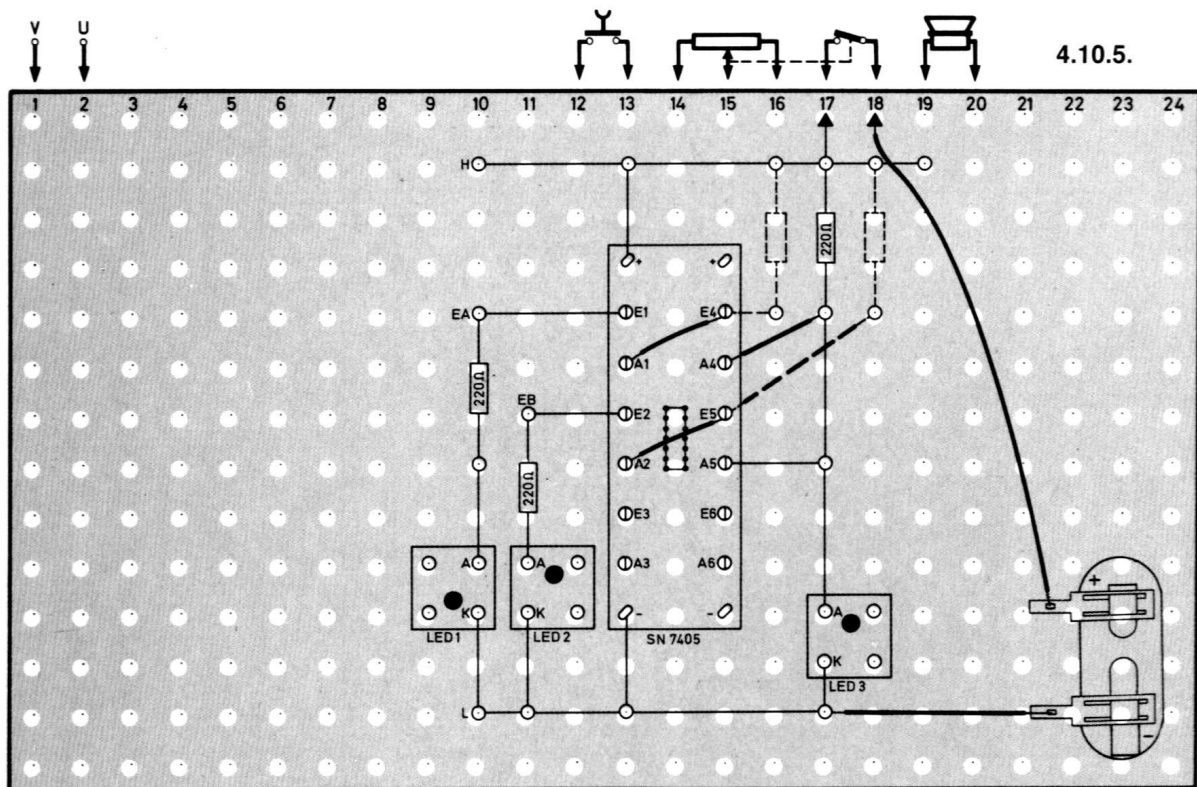 V U
4.10.5.
1 2 3 4 5 6 7 8 9 10 11 12 13 14 15 16 17 18 19 20 21 22 23 24
H
220Ω
+ +
EA E1 E4
A1 A4
220Ω
EB E2 E5
A2 A5
220Ω
E3 E6
A A A3 A6
+
K K - - A
LED 1 LED 2 SN 7405
K
LED 3
L
-